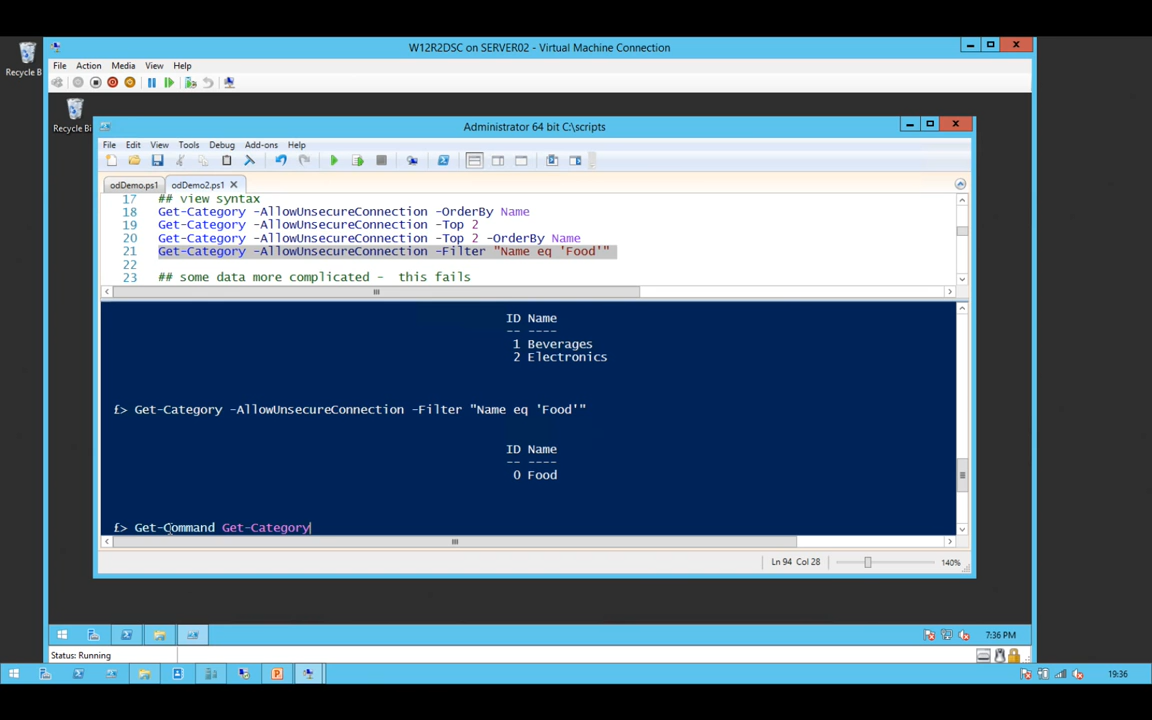 Recycle B
W12R2DSC on SERVER02 - Virtual Machine Connection
File Action Media View Help
Recycle Bi
Administrator 64 bit C:\scripts
File Edit View Tools Debug Add-ons Help
odDemo.ps1 odDemo2.ps1
17 ## view syntax
18 Get-Category -AllowUnsecureConnection -OrderBy Name
19 Get-Category -AllowUnsecureConnection -Top 2
20 Get-Category -AllowUnsecureConnection -Top 2 -OrderBy Name
21 Get-Category -AllowUnsecureConnection -Filter "Name eq 'Food'"
22
23 ## some data more complicated - this fails
ID Name
-- ----
1 Beverages
2 Electronics
£> Get-Category -AllowUnsecureConnection -Filter "Name eq 'Food'"
ID Name
-- ----
0 Food
£> Get-Command Get-Category
Ln 94 Col 28 140%
7:36 PM
Status: Running
19:36